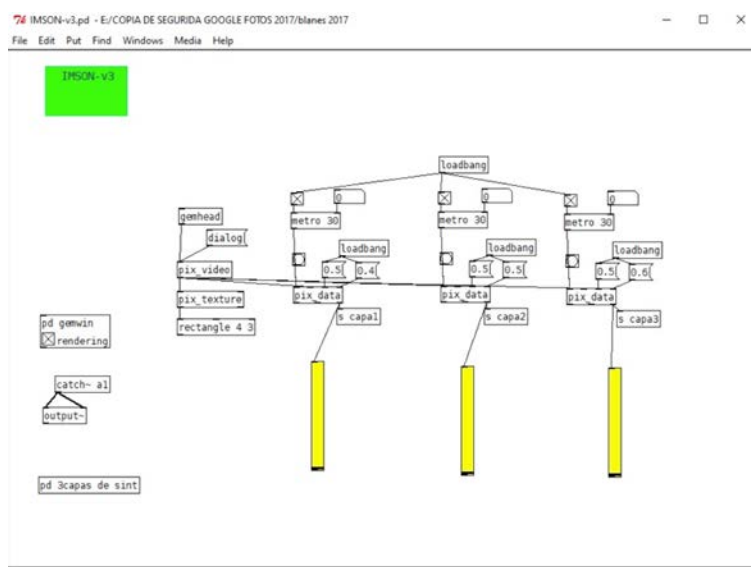 IMSON-v3.pd - E:/COPIA DE SEGURIDA GOOGLE FOTOS 2017/blanes 2017
File Edit Put Find Windows Media Help
IMSON-v3
loadbang
0
0
0
metro 30
metro 30
metro 30
gemhead
dialog
loadbang
loadbang
loadbang
0.5
0.4
0.5
0.5
0.5
0.6
pix_video
pix_data
pix_data
pix_data
pix_texture
s capa1
s capa2
s capa3
rectangle 4 3
pd gemwin
rendering
catch~ a1
output~
pd 3capas de sint